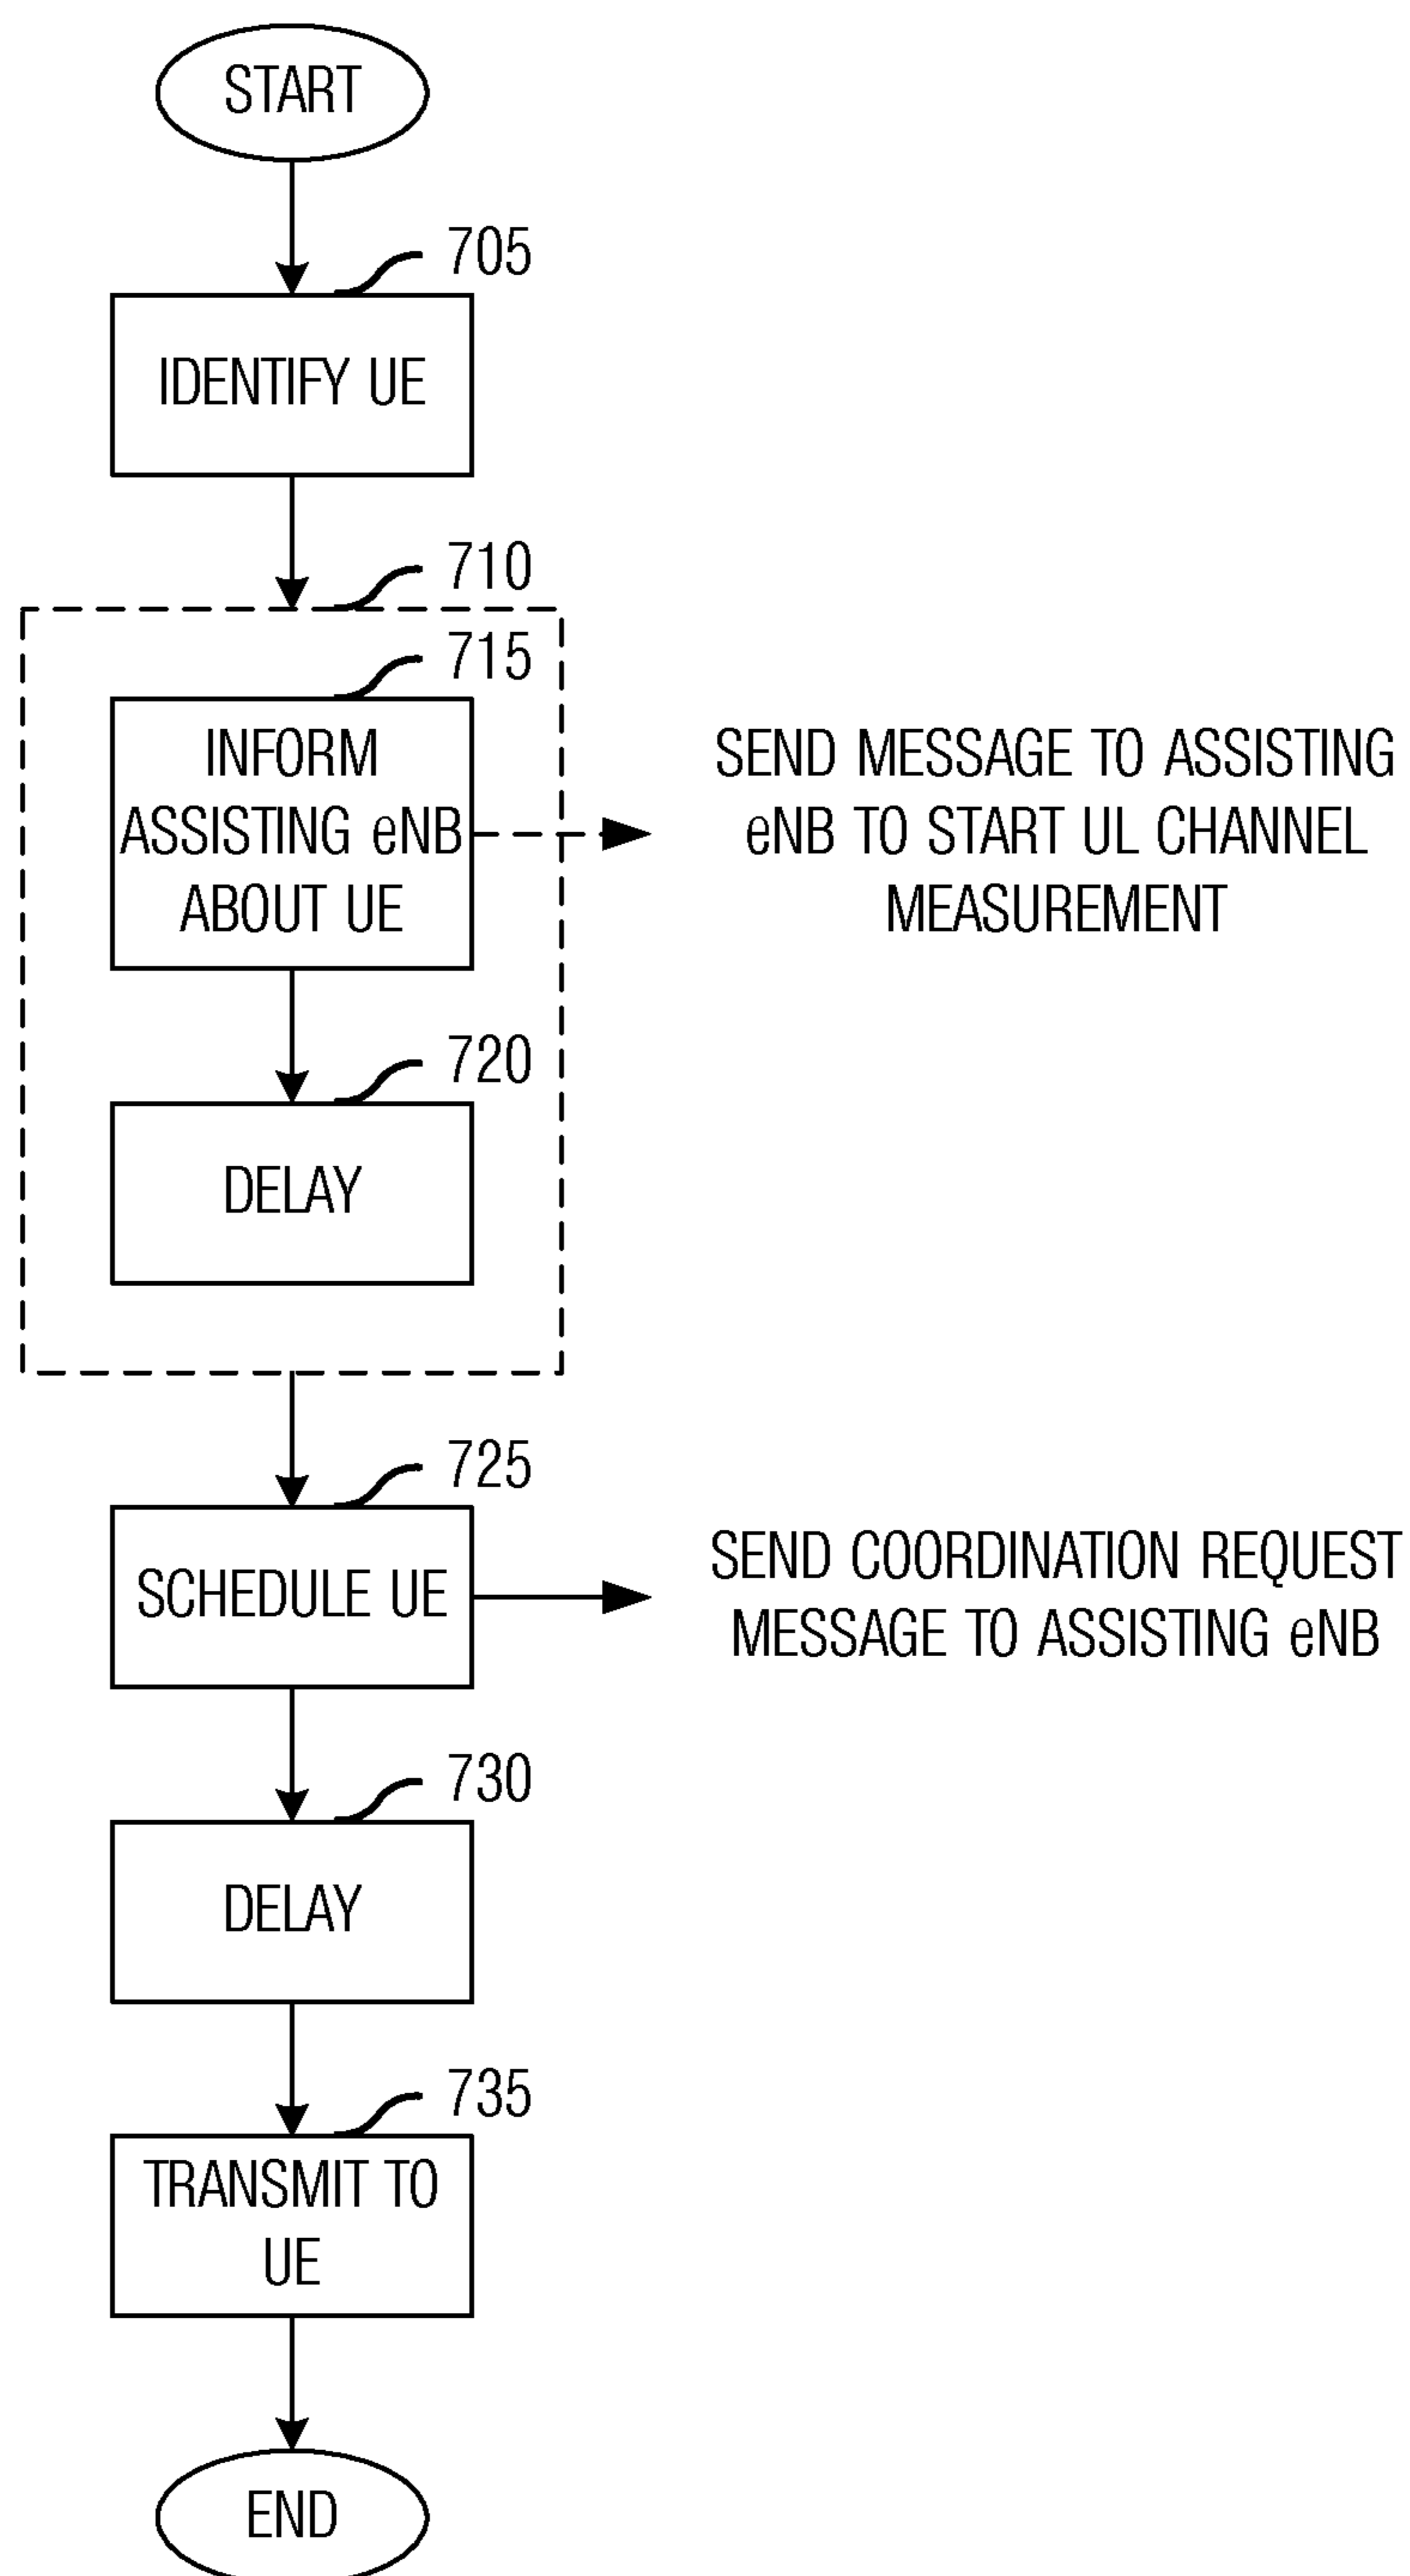 START
705
IDENTIFY UE
710
715
INFORM
ASSISTING eNB
ABOUT UE
SEND MESSAGE TO ASSISTING
eNB TO START UL CHANNEL
MEASUREMENT
720
DELAY
725
SCHEDULE UE
SEND COORDINATION REQUEST
MESSAGE TO ASSISTING eNB
730
DELAY
735
TRANSMIT TO
UE
END